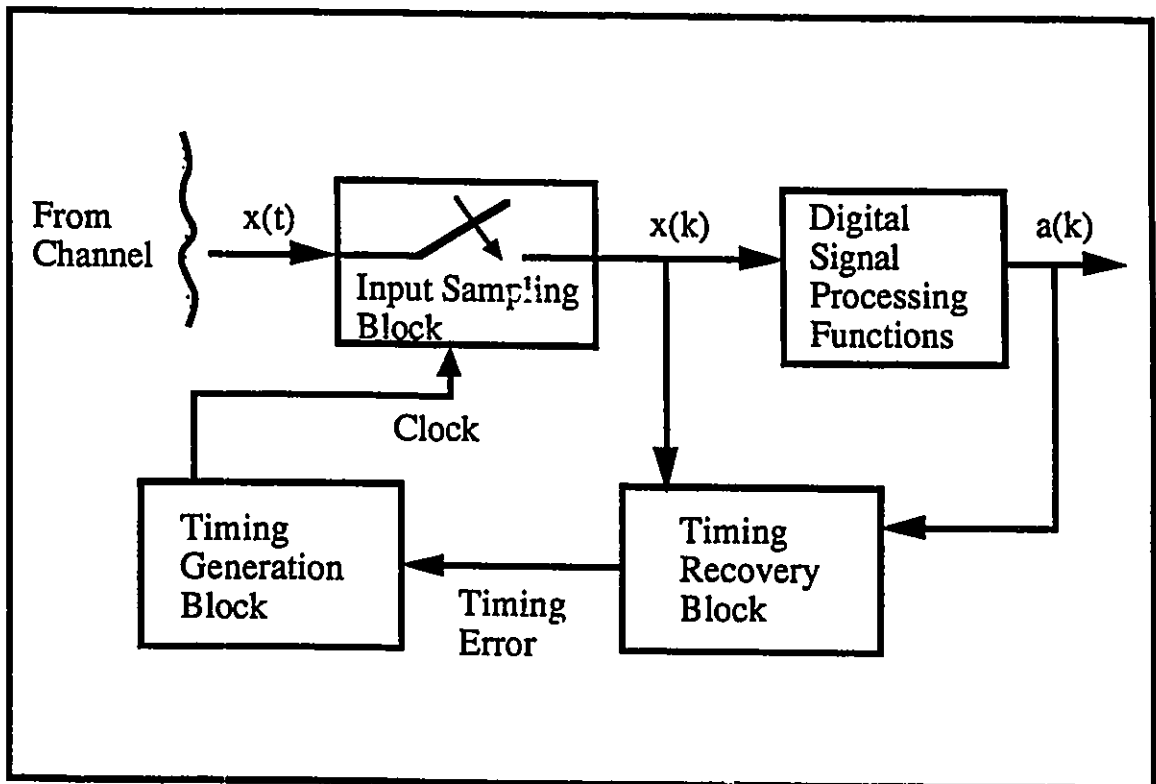 From
Channel
x(t)
Input Sampling
Block
x(k)
Digital
Signal
Processing
Functions
a(k)
Clock
Timing
Generation
Block
Timing
Error
Timing
Recovery
Block